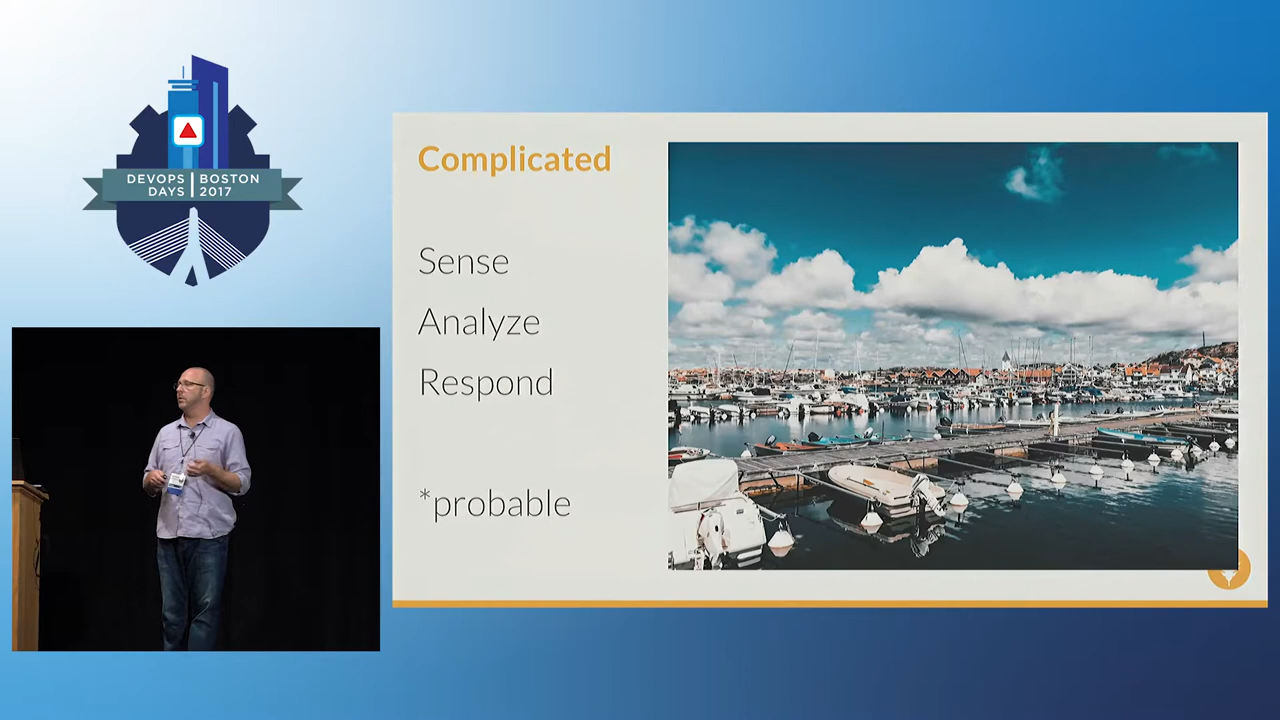 DEVOPS BOSTON
DAYS 2017
Complicated
Sense
Analyze
Respond
*probable